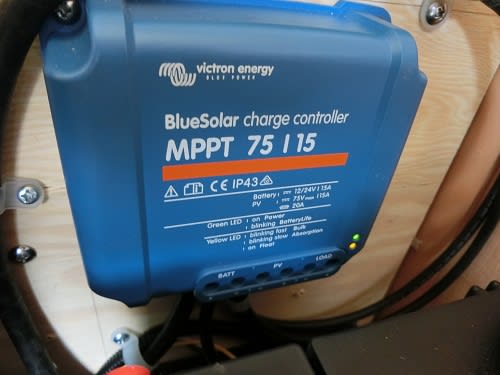 victron energy
BLUE POWER
BlueSolar charge controller
MPPT 75 | 15
CE IP43
Battery : 12/24V | 15A
PV : 75V max | 15A
20A
Green LED : on Power
blinking BatteryLife
Yellow LED : blinking fast Bulk
blinking slow Absorption
on Float
BATT PV LOAD